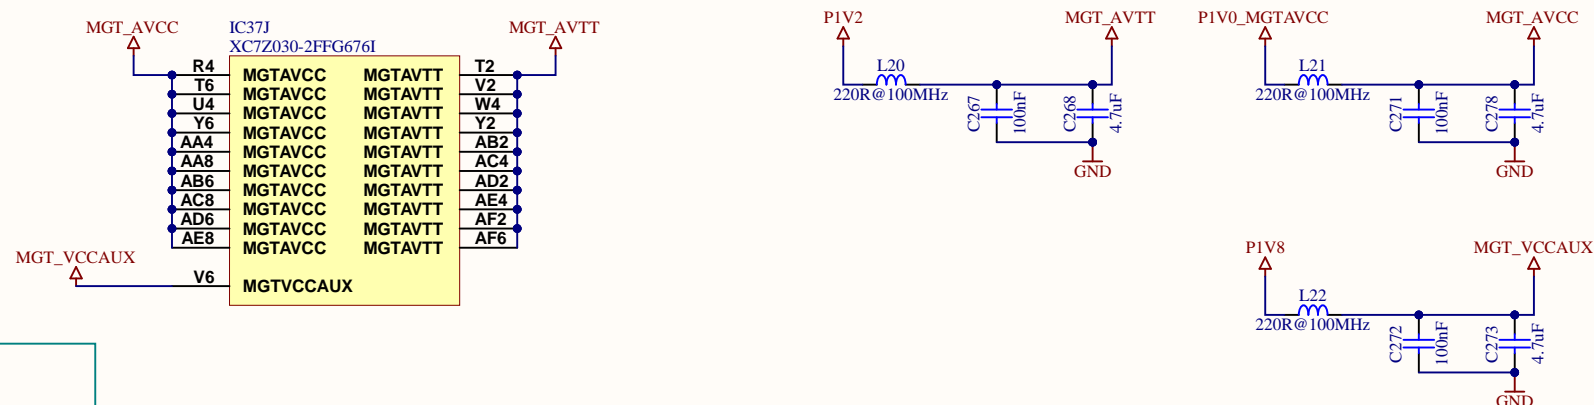 MGT_AVCC
IC37J
XC7Z030-2FFG676I
MGT_AVTT
R4 MGTAVCC MGTAVTT T2
T6 MGTAVCC MGTAVTT V2
U4 MGTAVCC MGTAVTT W4
Y6 MGTAVCC MGTAVTT Y2
AA4 MGTAVCC MGTAVTT AB2
AA8 MGTAVCC MGTAVTT AC4
AB6 MGTAVCC MGTAVTT AD2
AC8 MGTAVCC MGTAVTT AE4
AD6 MGTAVCC MGTAVTT AF2
AE8 MGTAVCC MGTAVTT AF6
MGT_VCCAUX
V6 MGTVCCAUX
P1V2
MGT_AVTT
L20
220R@100MHz
C267
100nF
C268
4.7uF
GND
P1V0_MGTAVCC
MGT_AVCC
L21
220R@100MHz
C271
100nF
C278
4.7uF
GND
P1V8
MGT_VCCAUX
L22
220R@100MHz
C272
100nF
C273
4.7uF
GND